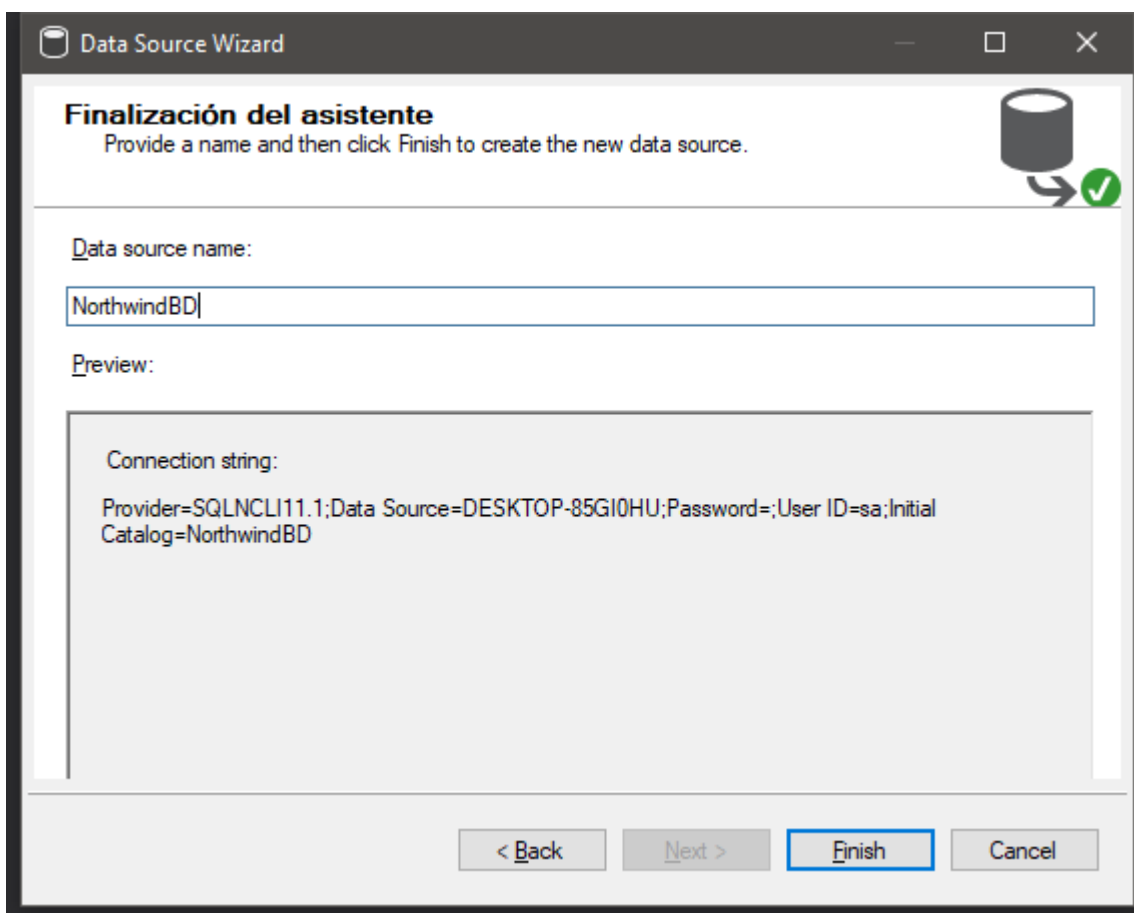 Data Source Wizard
Finalización del asistente
Provide a name and then click Finish to create the new data source.
Data source name:
NorthwindBD
Preview:
Connection string:
Provider=SQLNCLI11.1;Data Source=DESKTOP-85GI0HU;Password=;User ID=sa;Initial
Catalog=NorthwindBD
< Back Next > Finish Cancel